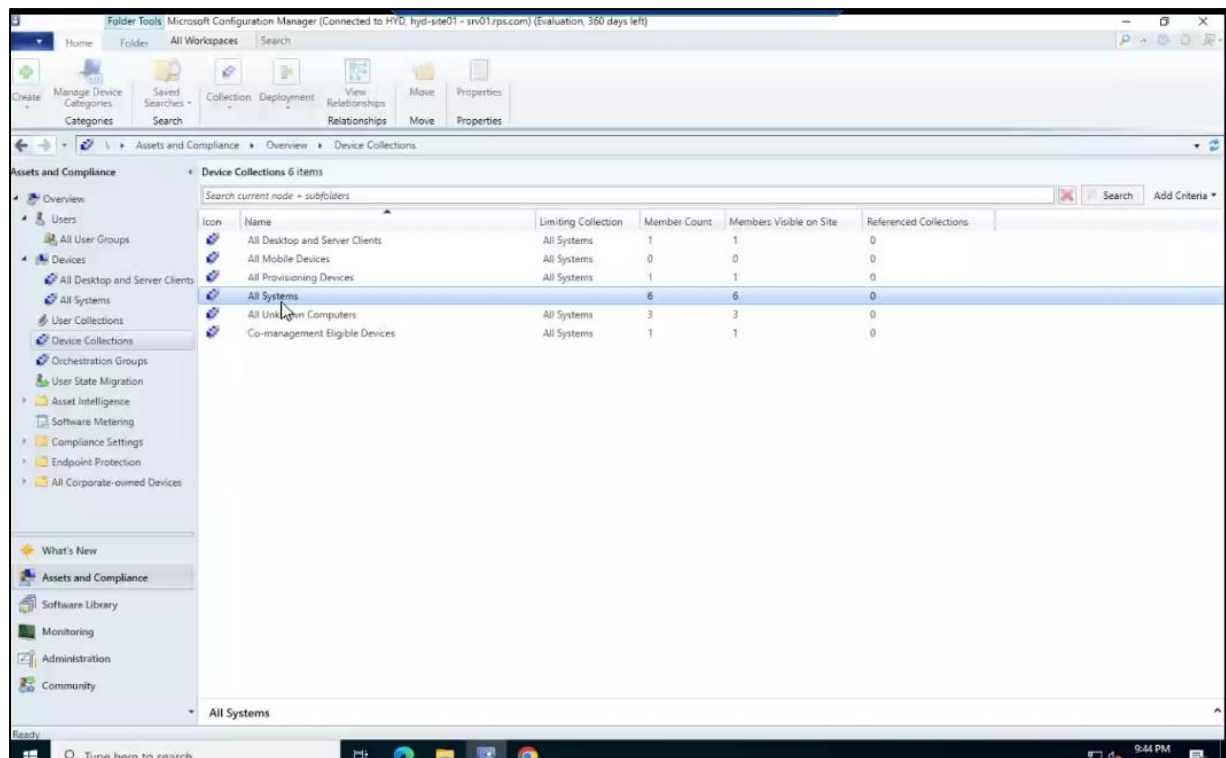 Folder Tools Microsoft Configuration Manager (Connected to HYD, hyd-site01 - srv01.rps.com) (Evaluation, 360 days left)
Home Folder All Workspaces Search
Create Manage Device Categories Saved Searches Collection Deployment View Relationships Move Properties
Categories Search Relationships Move Properties
\ Assets and Compliance Overview Device Collections
Assets and Compliance
Overview
Users
All User Groups
Devices
All Desktop and Server Clients
All Systems
User Collections
Device Collections
Orchestration Groups
User State Migration
Asset Intelligence
Software Metering
Compliance Settings
Endpoint Protection
All Corporate-owned Devices
What's New
Assets and Compliance
Software Library
Monitoring
Administration
Community
Device Collections 6 items
Search current node + subfolders Search Add Criteria
Icon Name Limiting Collection Member Count Members Visible on Site Referenced Collections
All Desktop and Server Clients All Systems 1 1 0
All Mobile Devices All Systems 0 0 0
All Provisioning Devices All Systems 1 1 0
All Systems 6 6 0
All Unknown Computers All Systems 3 3 0
Co-management Eligible Devices All Systems 1 1 0
All Systems
Ready
Type here to search 9:44 PM